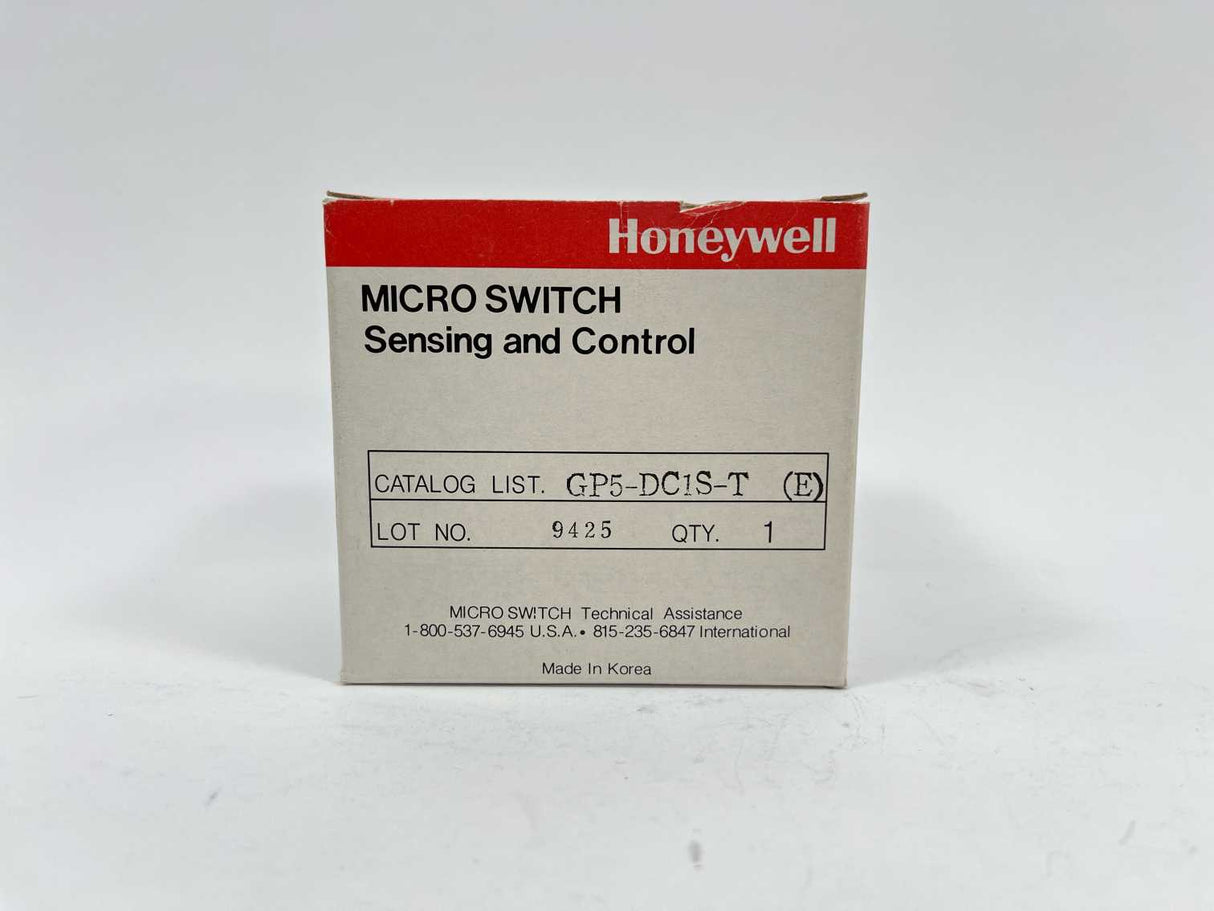 Honeywell
MICRO SWITCH
Sensing and Control
CATALOG LIST. GP5-DC1S-T (E)
LOT NO. 9425 QTY. 1
MICRO SWITCH Technical Assistance
1-800-537-6945 U.S.A. • 815-235-6847 International
Made In Korea